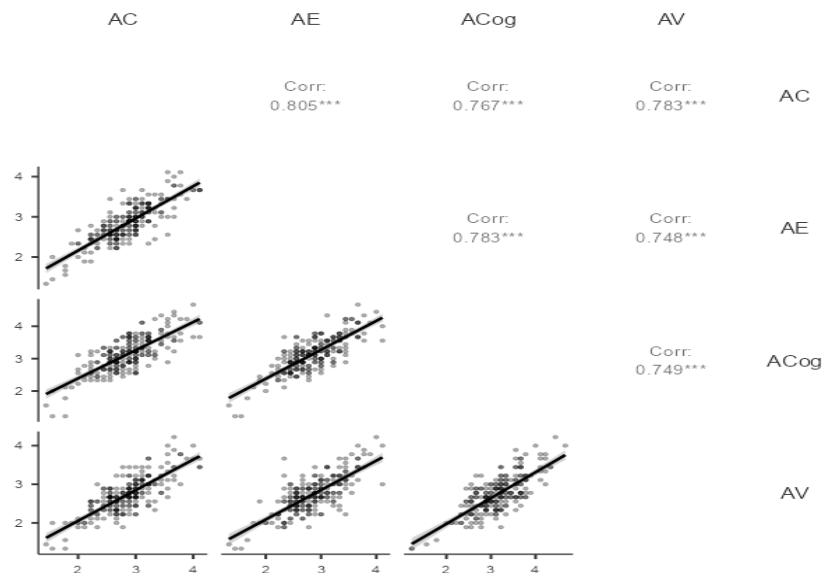 AC AE ACog AV
Corr: Corr: Corr:
0.805*** 0.767*** 0.783*** AC
4
3
2
Corr: Corr:
0.783*** 0.748*** AE
4
3
2
Corr:
0.749*** ACog
4
3
2
AV
2 3 4 2 3 4 2 3 4